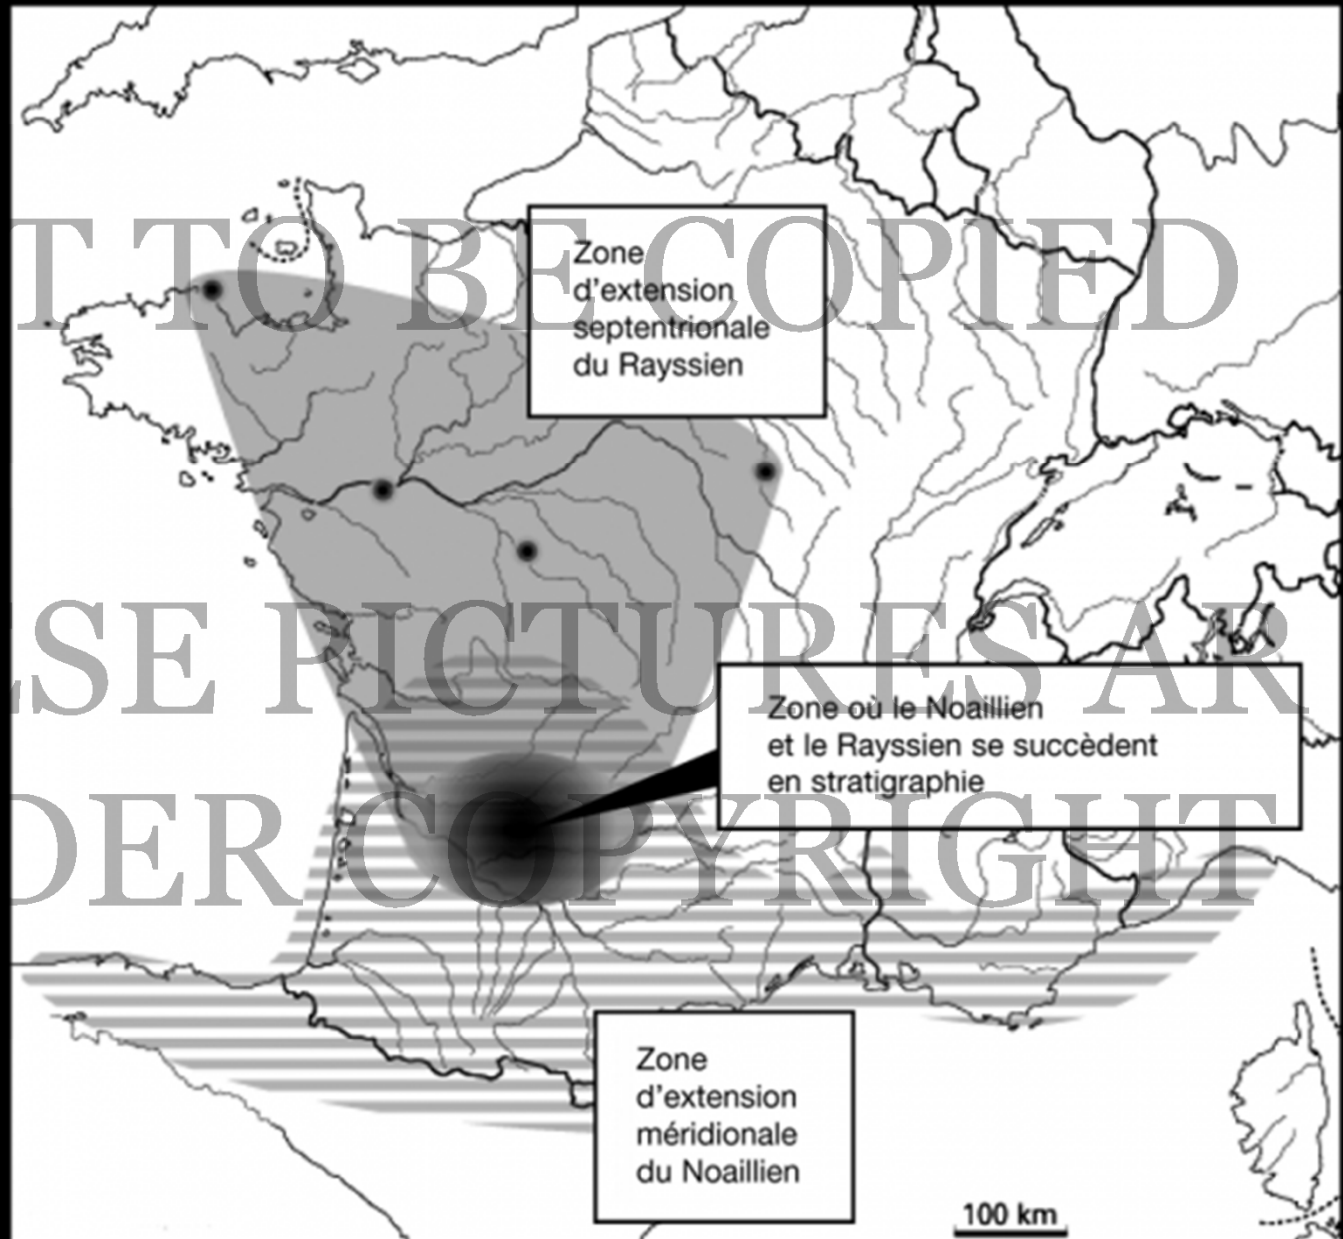 Zone
d'extension
septentrionale
du Rayssien
T TO BE COPIED
SE PICTURES AR
Zone où le Noaillien
et le Rayssien se succèdent
en stratigraphie
DER COPYRIGHT
Zone
d'extension
méridionale
du Noaillien
100 km